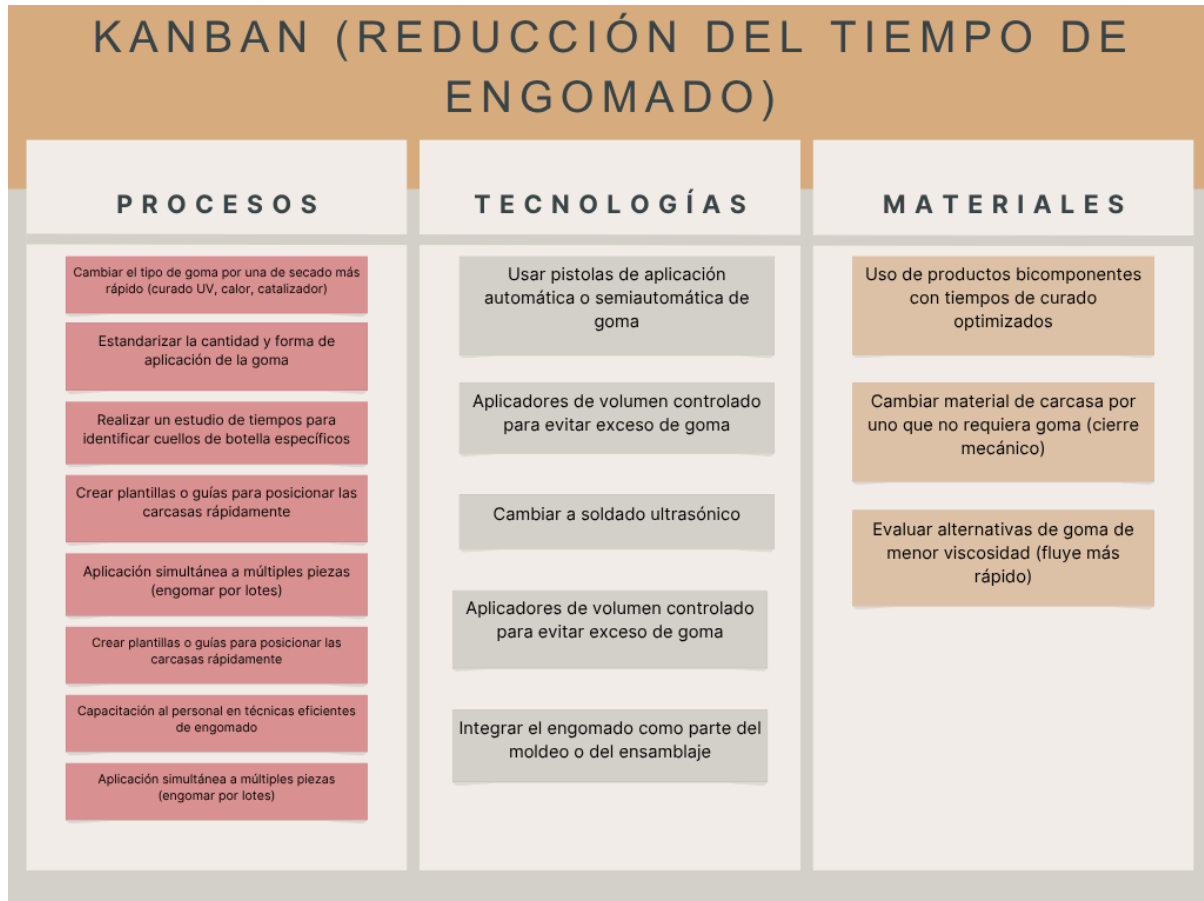 KANBAN (REDUCCIÓN DEL TIEMPO DE
ENGOMADO)
PROCESOS
Cambiar el tipo de goma por una de secado más
rápido (curado UV, calor, catalizador)
Estandarizar la cantidad y forma de
aplicación de la goma
Realizar un estudio de tiempos para
identificar cuellos de botella específicos
Crear plantillas o guías para posicionar las
carcasas rápidamente
Aplicación simultánea a múltiples piezas
(engomar por lotes)
Crear plantillas o guías para posicionar las
carcasas rápidamente
Capacitación al personal en técnicas eficientes
de engomado
Aplicación simultánea a múltiples piezas
(engomar por lotes)
TECNOLOGÍAS
Usar pistolas de aplicación
automática o semiautomática de
goma
Aplicadores de volumen controlado
para evitar exceso de goma
Cambiar a soldado ultrasónico
Aplicadores de volumen controlado
para evitar exceso de goma
Integrar el engomado como parte del
moldeo o del ensamblaje
MATERIALES
Uso de productos bicomponentes
con tiempos de curado
optimizados
Cambiar material de carcasa por
uno que no requiera goma (cierre
mecánico)
Evaluar alternativas de goma de
menor viscosidad (fluye más
rápido)